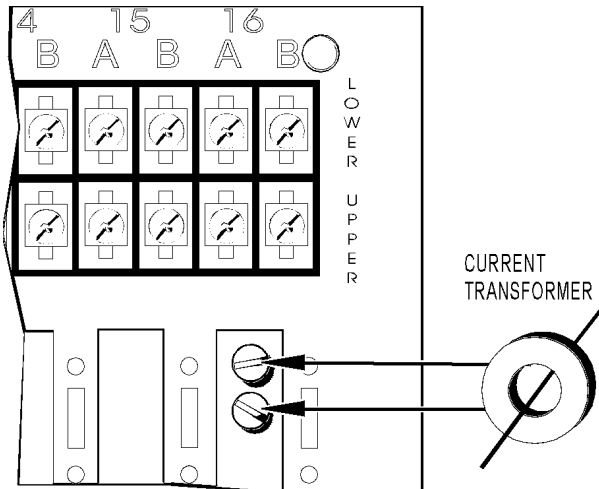 4 15 16
B A B A B
LOWER
UPPER
CURRENT
TRANSFORMER